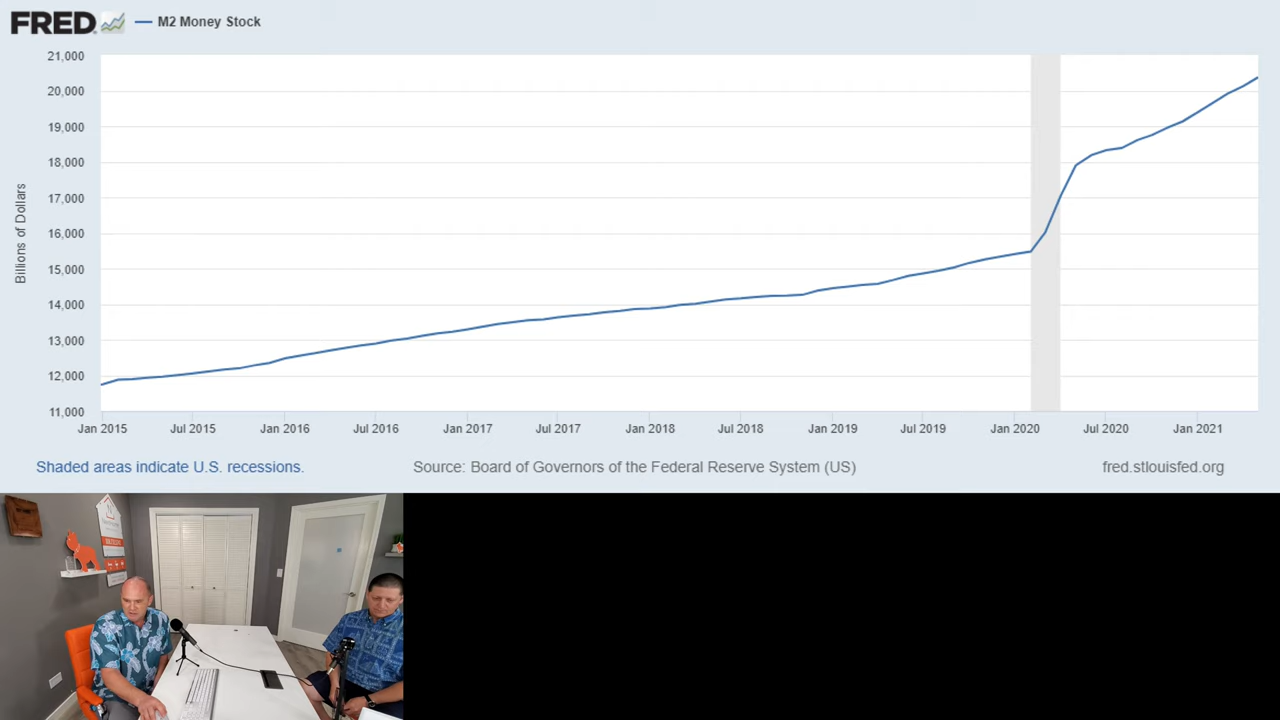 FRED
M2 Money Stock
21,000
20,000
19,000
18,000
17,000
16,000
15,000
14,000
13,000
12,000
11,000
Billions of Dollars
Jan 2015 Jul 2015 Jan 2016 Jul 2016 Jan 2017 Jul 2017 Jan 2018 Jul 2018 Jan 2019 Jul 2019 Jan 2020 Jul 2020 Jan 2021
Shaded areas indicate U.S. recessions. Source: Board of Governors of the Federal Reserve System (US) fred.stlouisfed.org